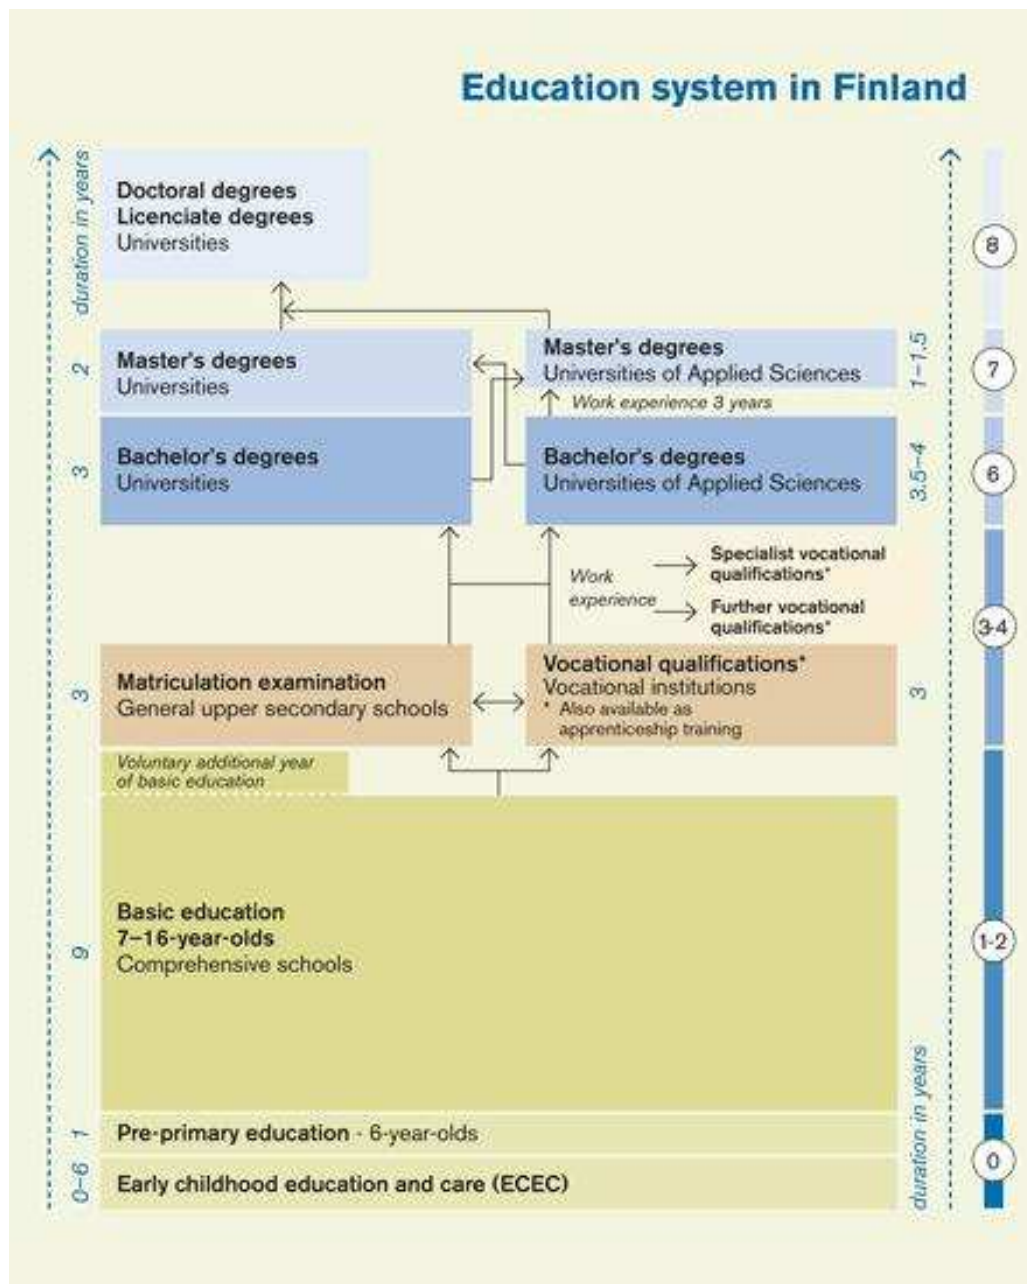 Education system in Finland
duration in years
Doctoral degrees
Licenciate degrees
Universities
8
2
Master's degrees
Universities
Master's degrees
Universities of Applied Sciences
1–1.5
7
Work experience 3 years
3
Bachelor's degrees
Universities
Bachelor's degrees
Universities of Applied Sciences
3.5–4
6
Work
experience
Specialist vocational
qualifications*
Further vocational
qualifications*
3-4
3
Matriculation examination
General upper secondary schools
Vocational qualifications*
Vocational institutions
* Also available as
apprenticeship training
3
Voluntary additional year
of basic education
9
Basic education
7–16-year-olds
Comprehensive schools
1-2
1
Pre-primary education - 6-year-olds
0–6
Early childhood education and care (ECEC)
duration in years
0